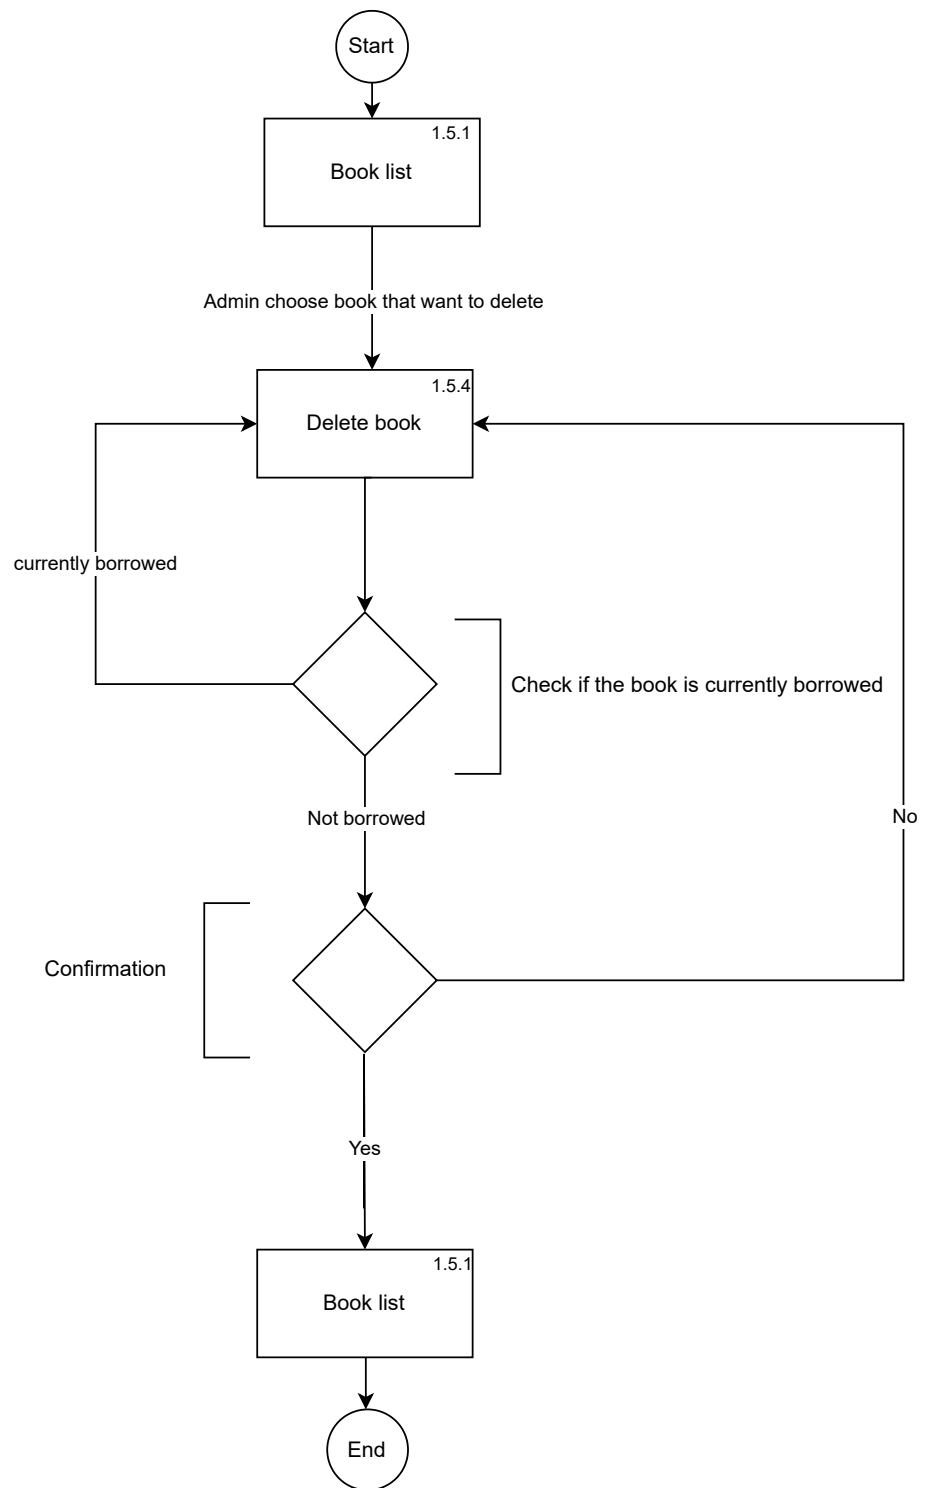 Start
1.5.1
Book list
Admin choose book that want to delete
1.5.4
Delete book
currently borrowed
Check if the book is currently borrowed
Not borrowed
No
Confirmation
Yes
1.5.1
Book list
End